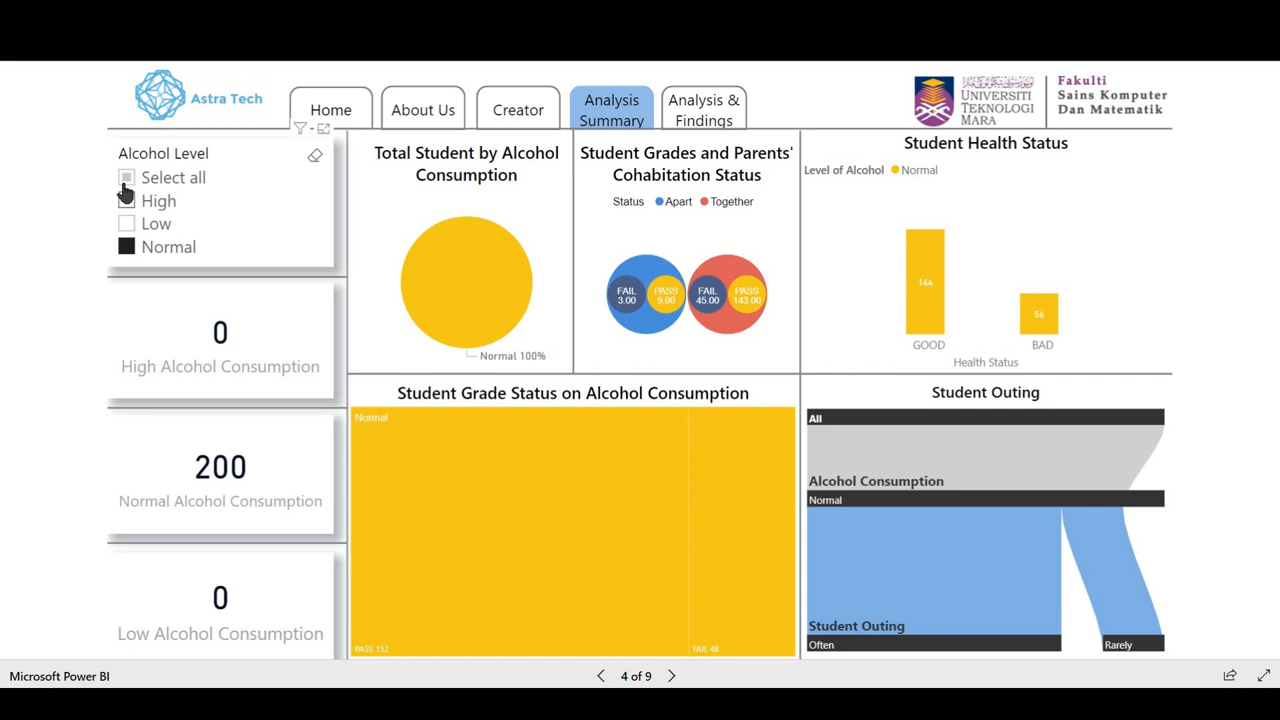 Astra Tech
Home
About Us
Creator
Analysis
Summary
Analysis &
Findings
UNIVERSITI
TEKNOLOGI
MARA
Fakulti
Sains Komputer
Dan Matematik
Alcohol Level
Select all
High
Low
Normal
0
High Alcohol Consumption
200
Normal Alcohol Consumption
0
Low Alcohol Consumption
Total Student by Alcohol
Consumption
Normal 100%
Student Grades and Parents'
Cohabitation Status
Status Apart Together
FAIL
3.00
PASS
9.00
FAIL
45.00
PASS
143.00
Student Health Status
Level of Alcohol Normal
144
56
GOOD
BAD
Health Status
Student Grade Status on Alcohol Consumption
Normal
PASS 152
FAIL 48
Student Outing
All
Alcohol Consumption
Normal
Student Outing
Often
Rarely
Microsoft Power BI
4 of 9